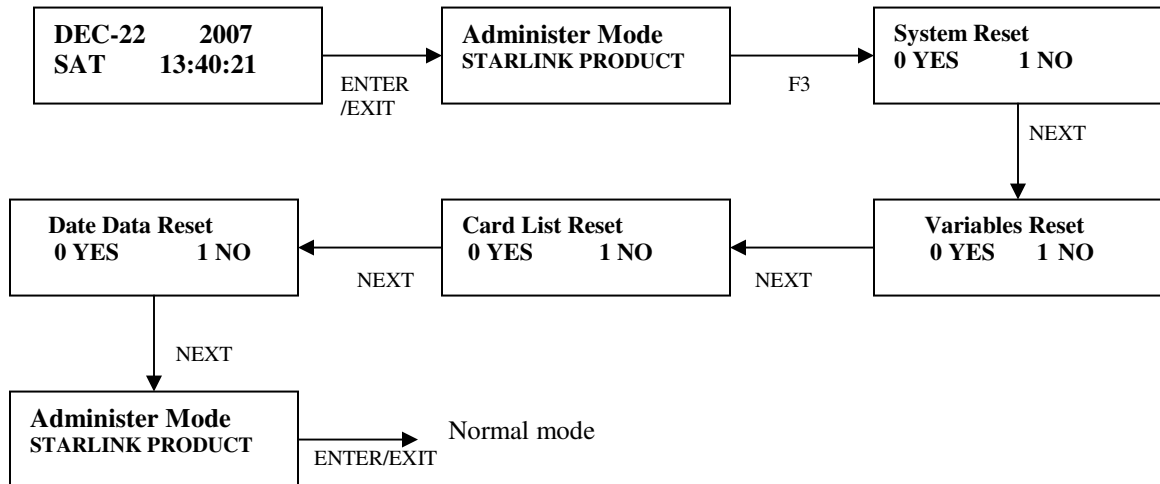 DEC-22 2007
SAT 13:40:21
ENTER
/EXIT
Administer Mode
STARLINK PRODUCT
F3
System Reset
0 YES 1 NO
NEXT
Variables Reset
0 YES 1 NO
NEXT
Card List Reset
0 YES 1 NO
NEXT
Date Data Reset
0 YES 1 NO
NEXT
Administer Mode
STARLINK PRODUCT
ENTER/EXIT
Normal mode